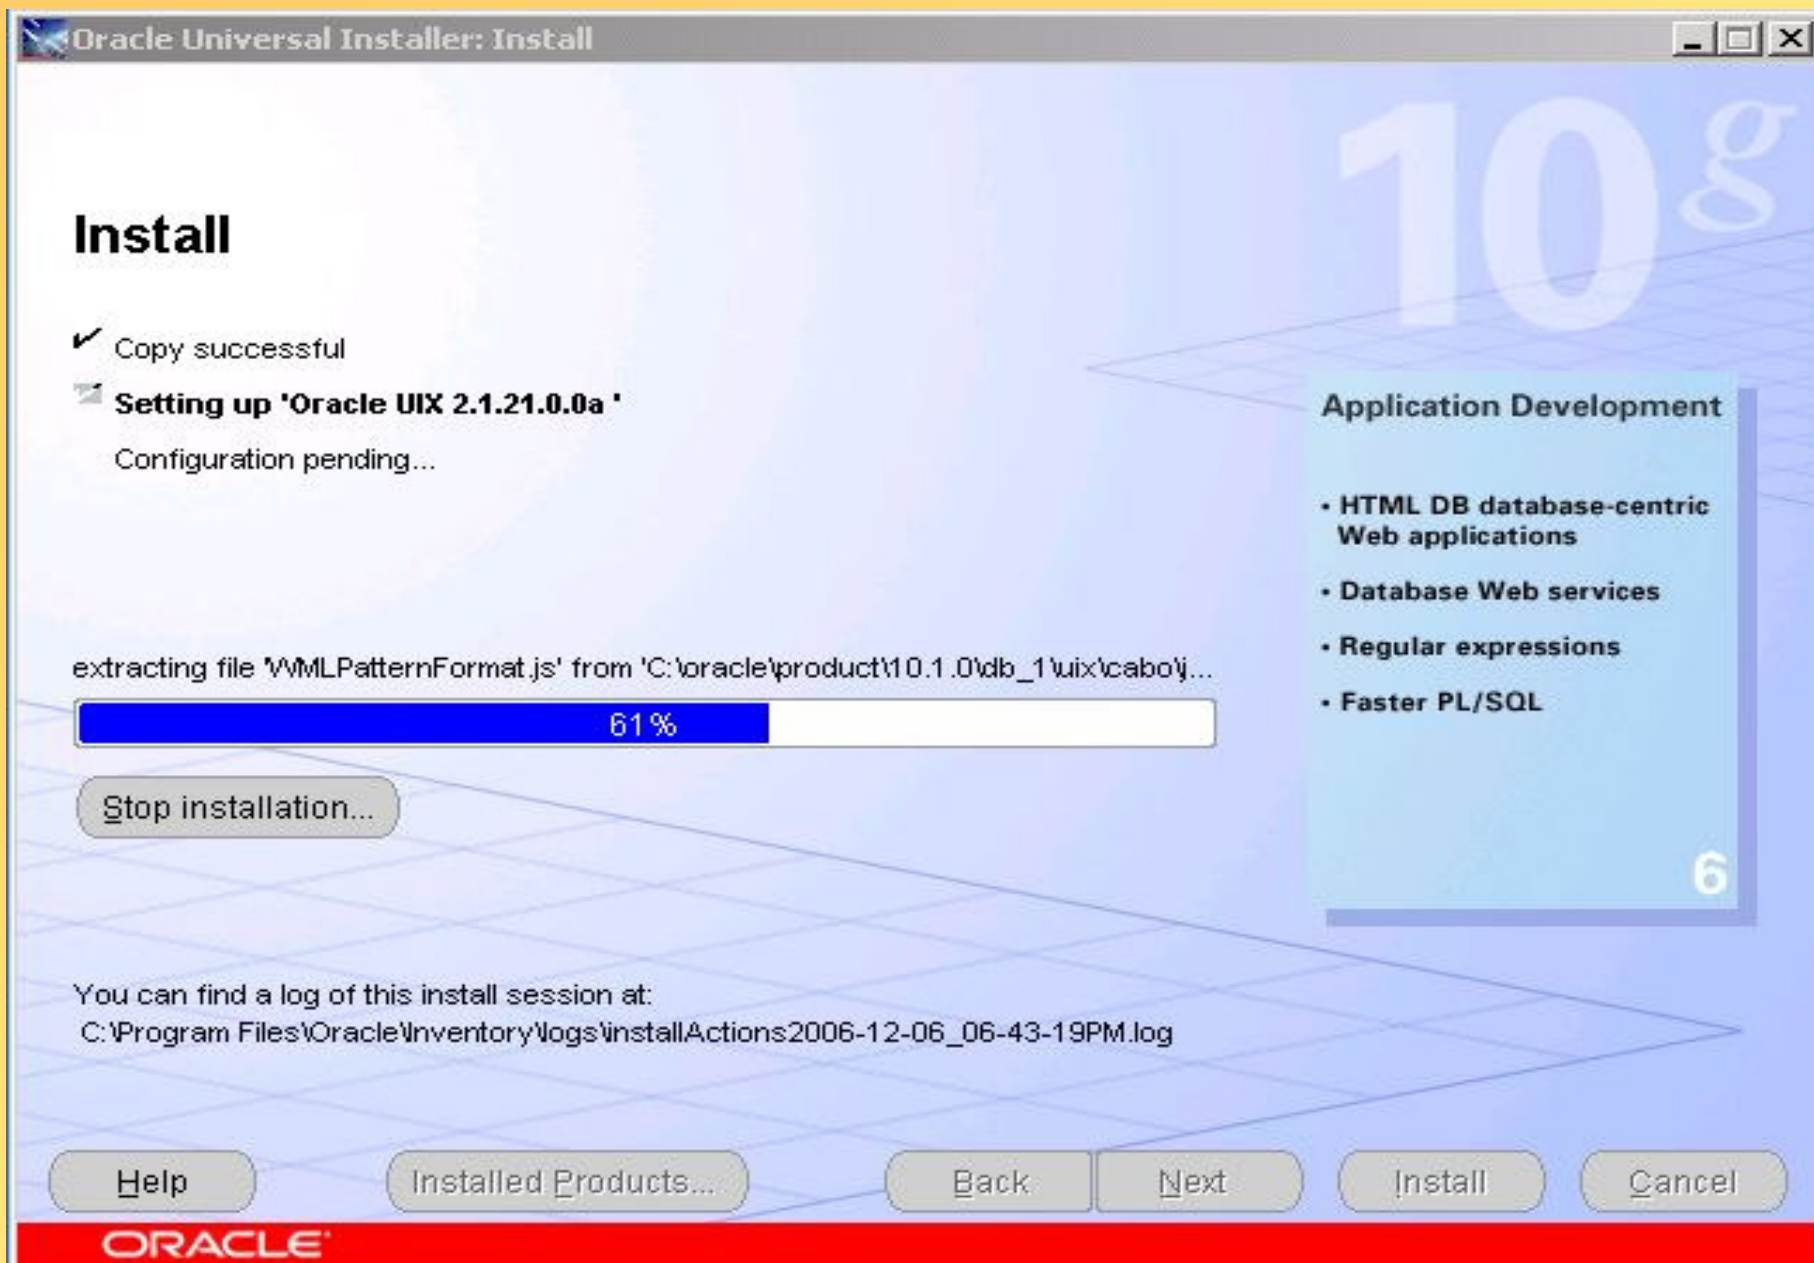 Oracle Universal Installer: Install
10g
Install
Copy successful
Setting up 'Oracle UIX 2.1.21.0.0a '
Configuration pending...
extracting file 'WMLPatternFormat.js' from 'C:\oracle\product\10.1.0\db_1\uix\cabo\j...
61%
Stop installation...
Application Development
• HTML DB database-centric
Web applications
• Database Web services
• Regular expressions
• Faster PL/SQL
6
You can find a log of this install session at:
C:\Program Files\Oracle\Inventory\logs\installActions2006-12-06_06-43-19PM.log
Help
Installed Products...
Back
Next
Install
Cancel
ORACLE